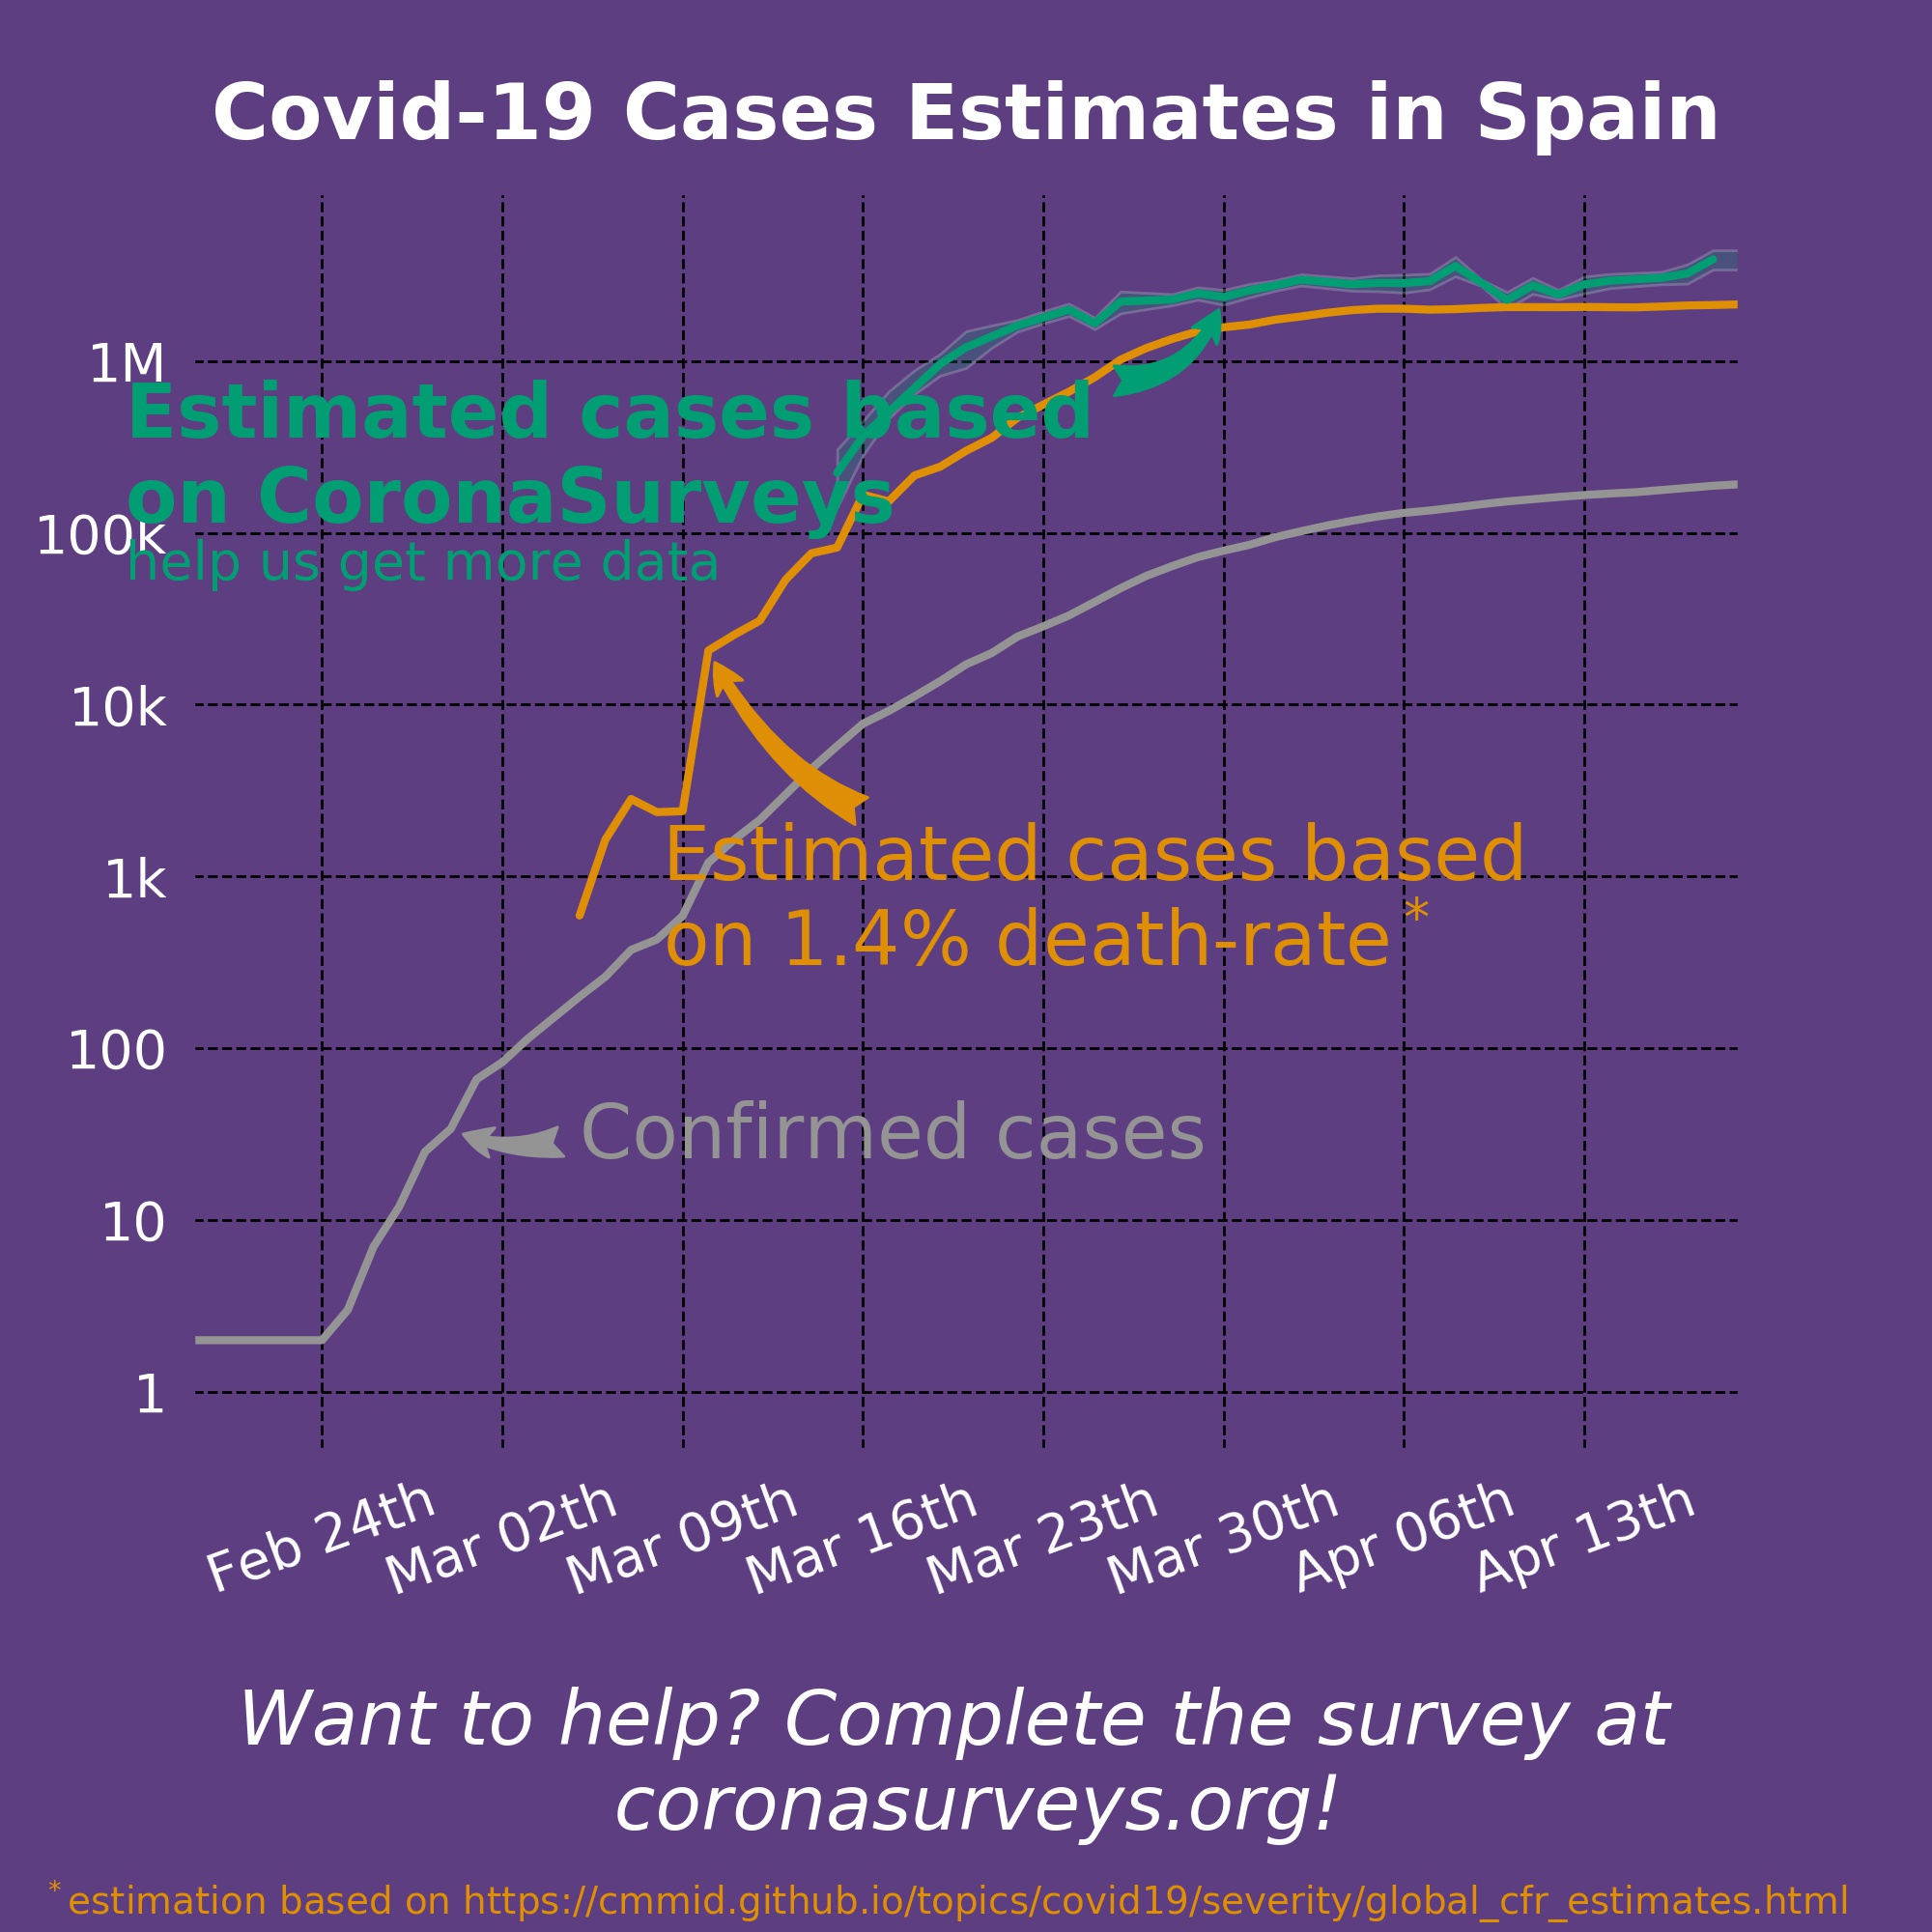 Covid-19 Cases Estimates in Spain
1M
Estimated cases based
on CoronaSurveys
100k
help us get more data
10k
Estimated cases based
1k
on 1.4% death-rate*
100
Confirmed cases
10
1
Feb 24th
Mar 02th
Mar 09th
Mar 16th
Mar 23th
Mar 30th
Apr 06th
Apr 13th
Want to help? Complete the survey at
coronasurveys.org!
*estimation based on https://cmmid.github.io/topics/covid19/severity/global_cfr_estimates.html